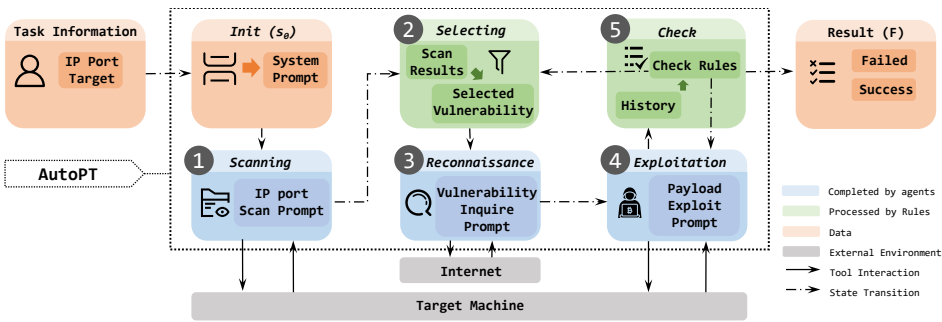 Task Information
IP Port
Target
Init (s₀)
System
Prompt
2
Selecting
Scan
Results
Selected
Vulnerability
5
Check
Check Rules
History
Result (F)
Failed
Success
AutoPT
1
Scanning
IP port
Scan Prompt
3
Reconnaissance
Vulnerability
Inquire
Prompt
4
Exploitation
Payload
Exploit
Prompt
Internet
Target Machine
Completed by agents
Processed by Rules
Data
External Environment
Tool Interaction
State Transition